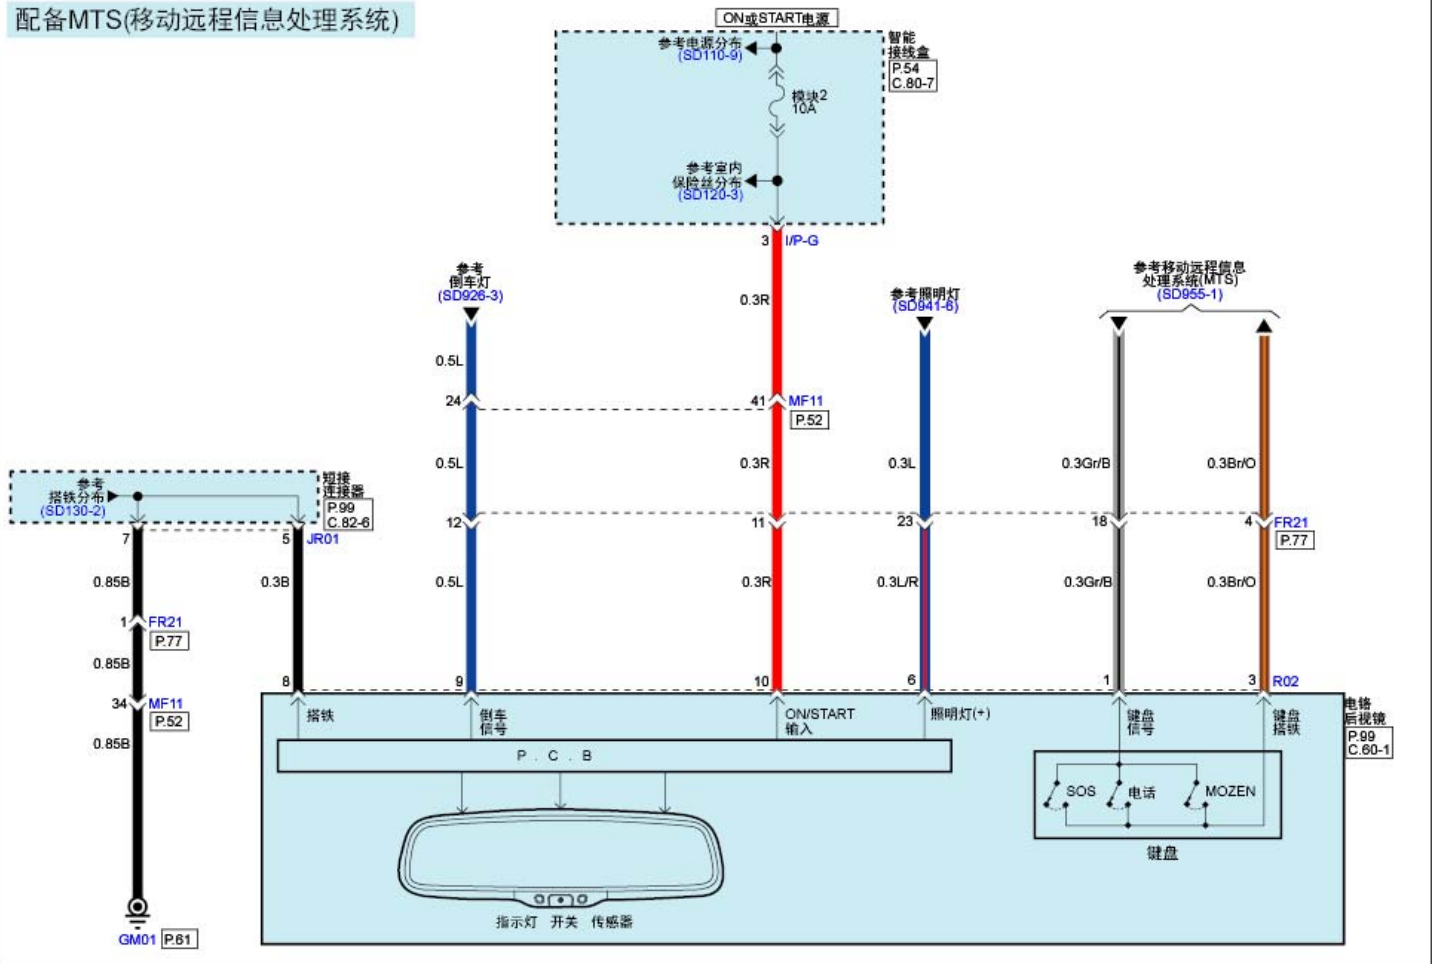 配备MTS(移动远程信息处理系统)
ON或START电源
参考电源分布
(SD110-9)
智能
接线盒
P.54
C.80-7
模块2
10A
参考室内
保险丝分布
(SD120-3)
3
I/P-G
参考
倒车灯
(SD926-3)
0.3R
参考照明灯
(SD941-6)
参考移动远程信息
处理系统(MTS)
(SD955-1)
0.5L
24
41
MF11
P.52
0.5L
0.3R
0.3L
0.3Gr/B
0.3Br/O
参考
搭铁分布
(SD130-2)
短接
连接器
P.99
C.82-6
7
5
JR01
12
11
23
18
4
FR21
P.77
0.85B
0.3B
0.5L
0.3R
0.3L/R
0.3Gr/B
0.3Br/O
1
FR21
P.77
0.85B
34
MF11
P.52
0.85B
8
9
10
6
1
3
R02
电铬
后视镜
P.99
C.60-1
搭铁
倒车
信号
ON/START
输入
照明灯(+)
键盘
信号
键盘
搭铁
P . C . B
SOS
电话
MOZEN
键盘
指示灯 开关 传感器
GM01
P.61